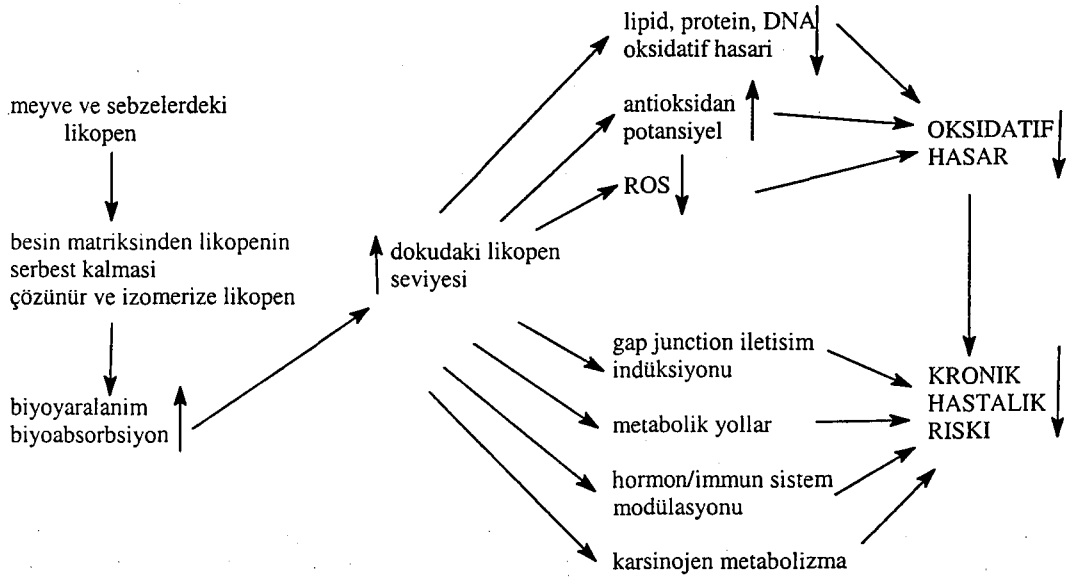 meyve ve sebzelerdeki
likopen
besin matriksinden likopenin
serbest kalmasi
çözünür ve izomerize likopen
biyoyaralanim
biyoabsorbsiyon
dokudaki likopen
seviyesi
lipid, protein, DNA
oksidatif hasari
antioksidan
potansiyel
ROS
gap junction iletisim
indüksiyonu
metabolik yollar
hormon/immun sistem
modülasyonu
karsinojen metabolizma
OKSIDATIF
HASAR
KRONIK
HASTALIK
RISKI